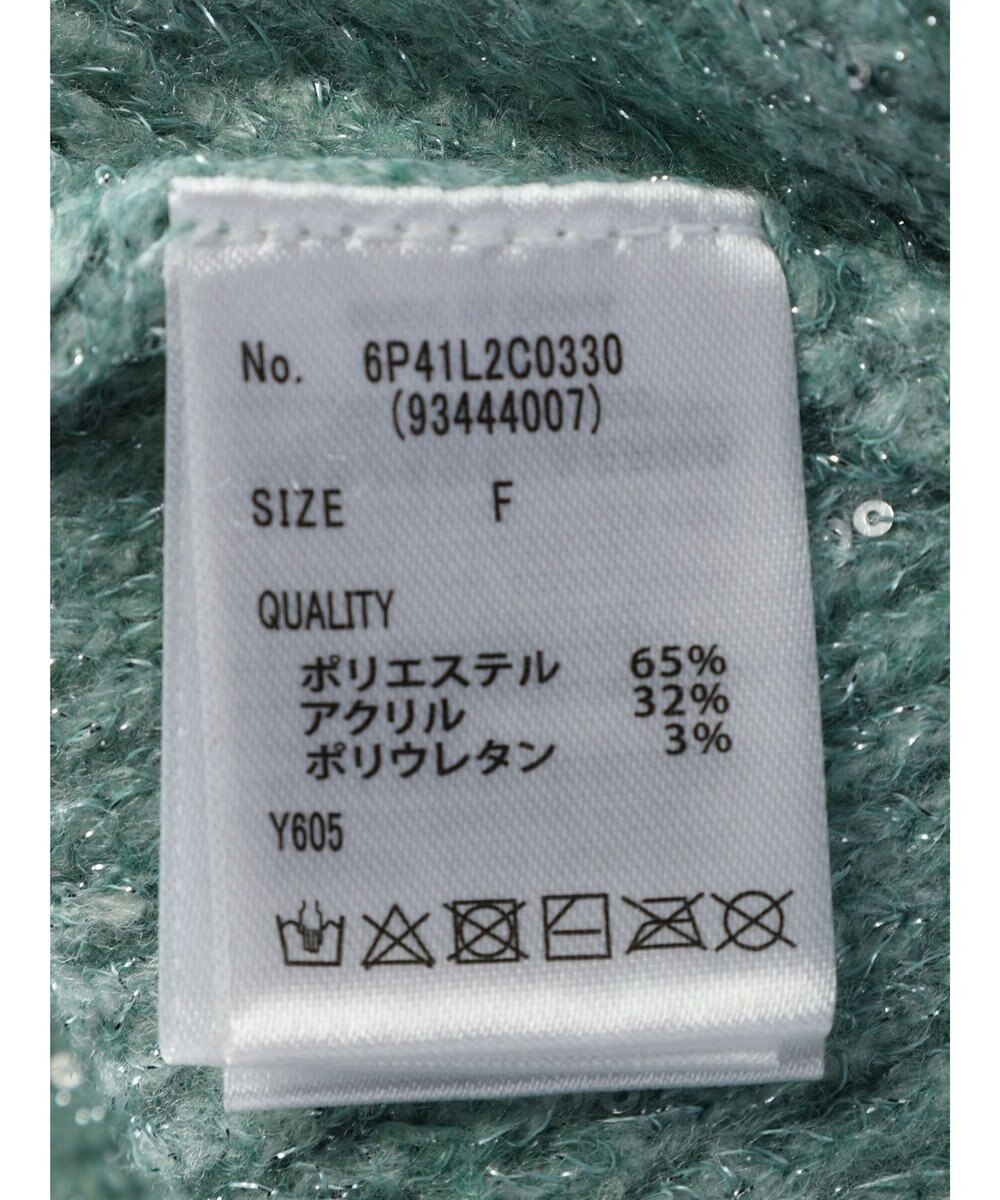 No. 6P41L2C0330
(93444007)
SIZE F
QUALITY
ポリエステル 65%
アクリル 32%
ポリウレタン 3%
Y605